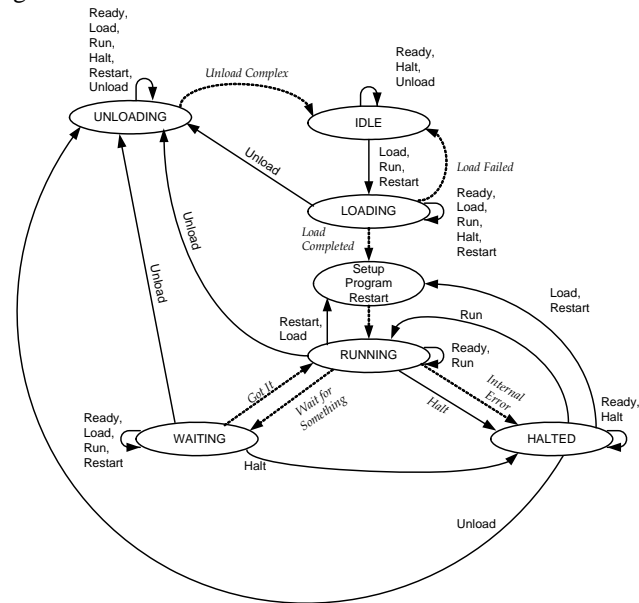 Ready,
Load,
Run,
Halt,
Restart,
Unload
Unload Complex
Ready,
Halt,
Unload
UNLOADING
IDLE
Unload
Load,
Run,
Restart
Load Failed
LOADING
Ready,
Load,
Run,
Halt,
Restart
Load
Completed
Unload
Unload
Setup
Program
Restart
Load,
Restart
Restart,
Load
Run
RUNNING
Ready,
Run
Got It
Wait for
Something
Halt
Internal
Error
Ready,
Load,
Run,
Restart
WAITING
Halt
HALTED
Ready,
Halt
Unload